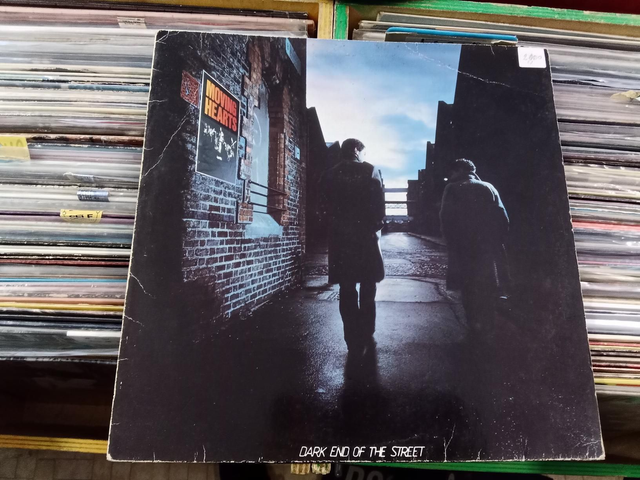 MOVING
HEARTS
DARK END OF THE STREET